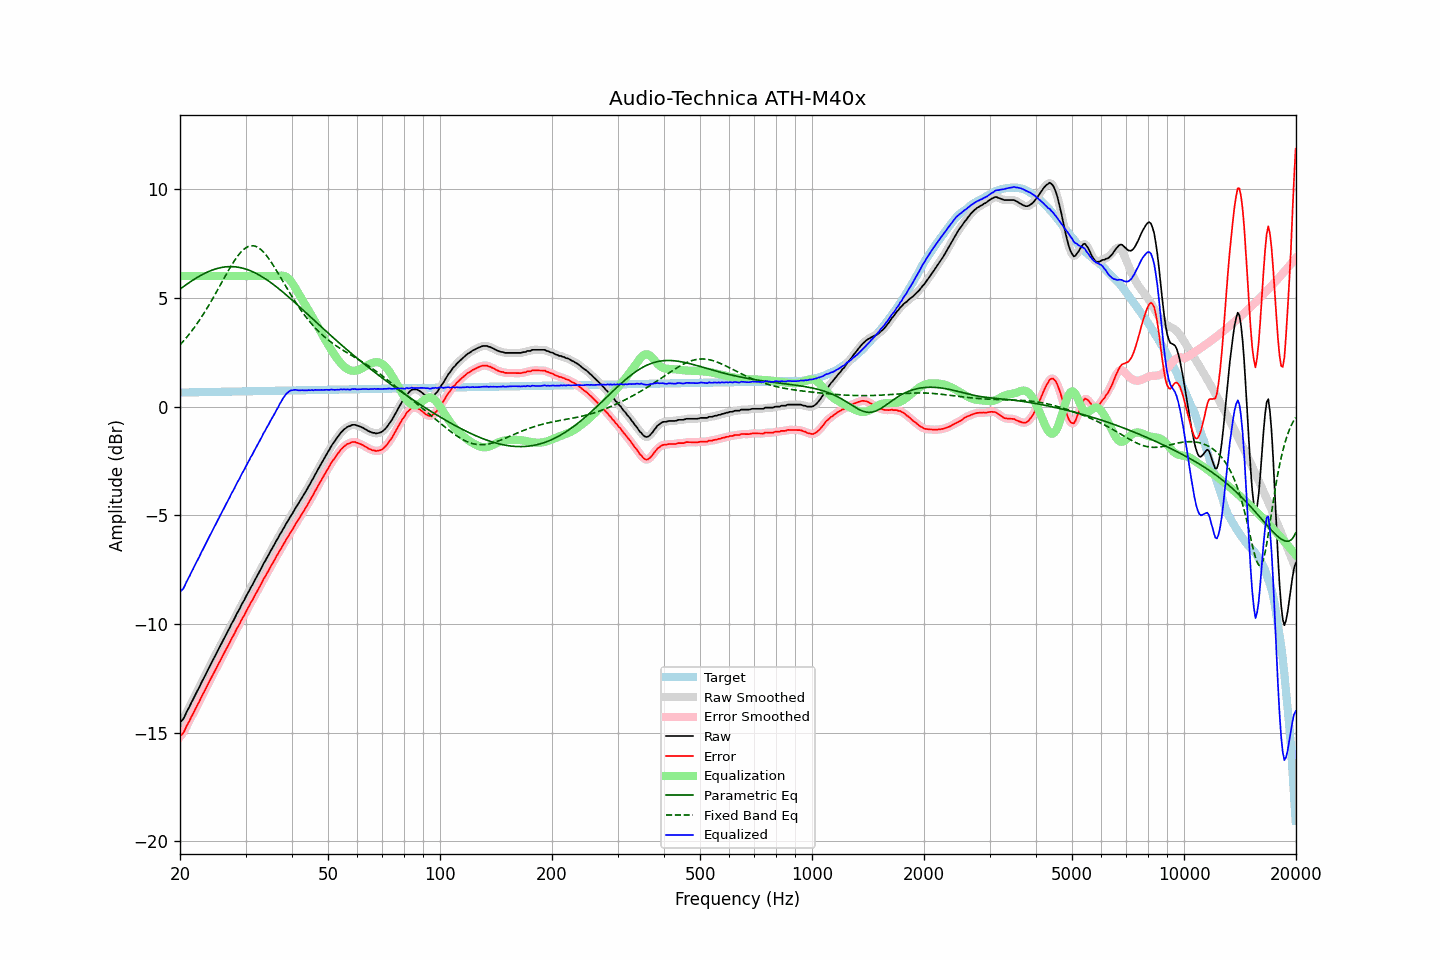 Audio-Technica ATH-M40x
Amplitude (dBr)
10
5
0
−5
−10
−15
−20
Target
Raw Smoothed
Error Smoothed
Raw
Error
Equalization
Parametric Eq
Fixed Band Eq
Equalized
20 50 100 200 500 1000 2000 5000 10000 20000
Frequency (Hz)